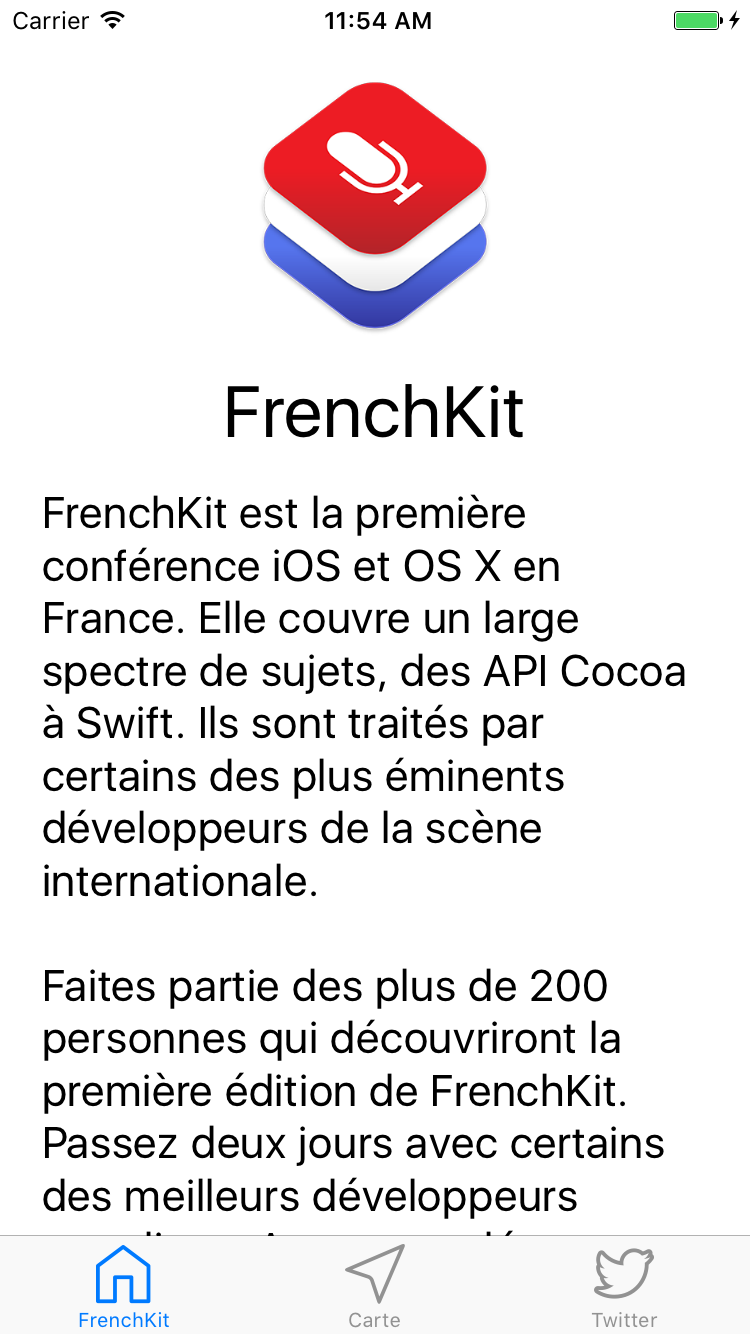 Carrier 11:54 AM
FrenchKit
FrenchKit est la première
conférence iOS et OS X en
France. Elle couvre un large
spectre de sujets, des API Cocoa
à Swift. Ils sont traités par
certains des plus éminents
développeurs de la scène
internationale.
Faites partie des plus de 200
personnes qui découvriront la
première édition de FrenchKit.
Passez deux jours avec certains
des meilleurs développeurs
FrenchKit Carte Twitter